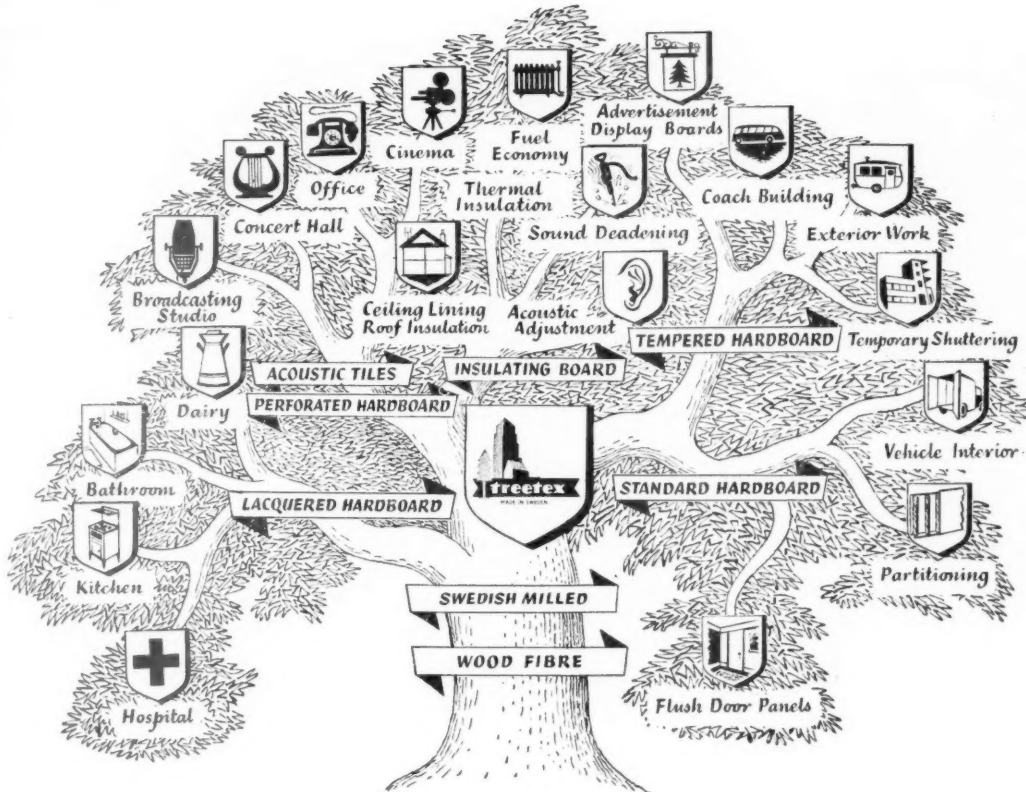 Advertisement
Display Boards
Cinema
Fuel
Economy
Office
Thermal
Insulation
Coach Building
Concert Hall
Sound Deadening
Exterior Work
Broadcasting
Studio
Ceiling Lining
Roof Insulation
Acoustic
Adjustment
TEMPERED HARDBOARD
Temporary Shuttering
ACOUSTIC TILES
INSULATING BOARD
Dairy
PERFORATED HARDBOARD
Vehicle Interior
treetex
MADE IN SWEDEN
Bathroom
LACQUERED HARDBOARD
STANDARD HARDBOARD
Kitchen
Partitioning
SWEDISH MILLED
WOOD FIBRE
Hospital
Flush Door Panels